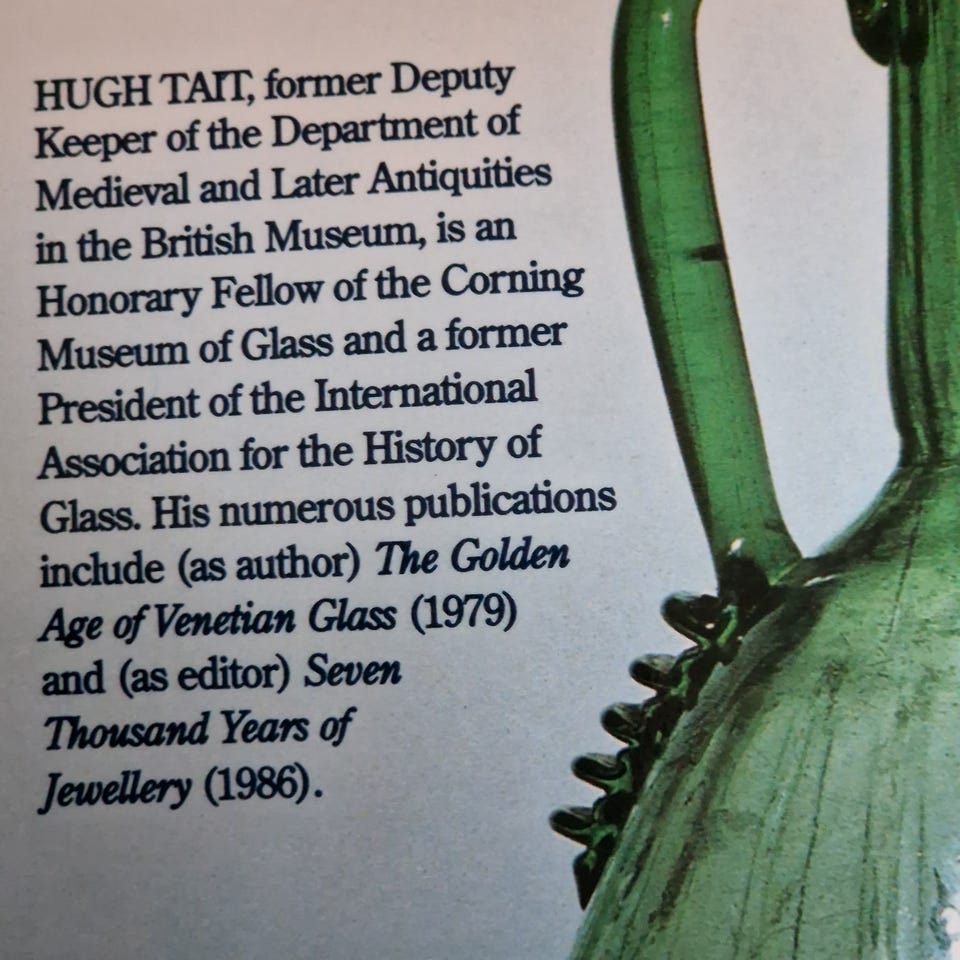 HUGH TAIT, former Deputy
Keeper of the Department of
Medieval and Later Antiquities
in the British Museum, is an
Honorary Fellow of the Corning
Museum of Glass and a former
President of the International
Association for the History of
Glass. His numerous publications
include (as author) The Golden
Age of Venetian Glass (1979)
and (as editor) Seven
Thousand Years of
Jewellery (1986).